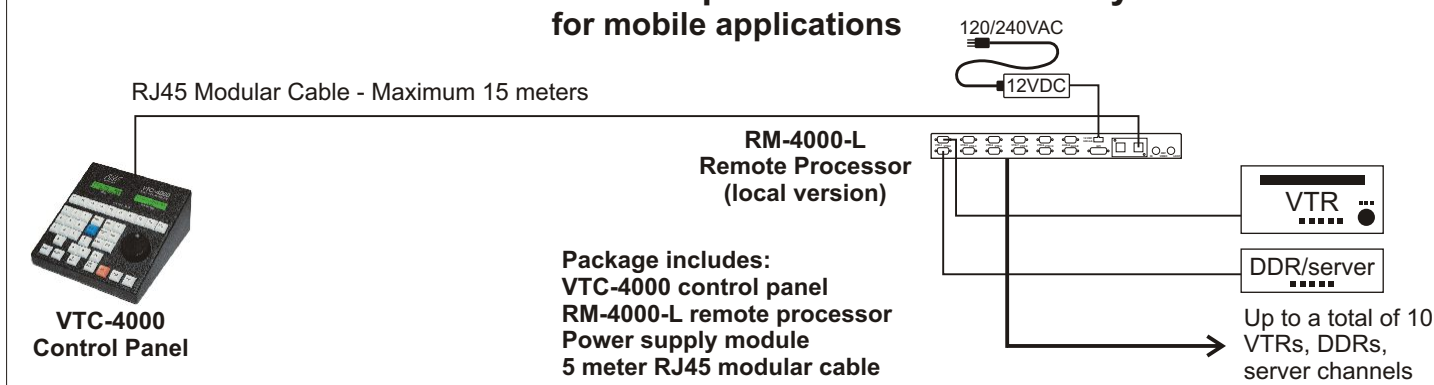 for mobile applications
120/240VAC
12VDC
RJ45 Modular Cable - Maximum 15 meters
RM-4000-L
Remote Processor
(local version)
VTR
DDR/server
Package includes:
VTC-4000 control panel
RM-4000-L remote processor
Power supply module
5 meter RJ45 modular cable
VTC-4000
Control Panel
Up to a total of 10
VTRs, DDRs,
server channels